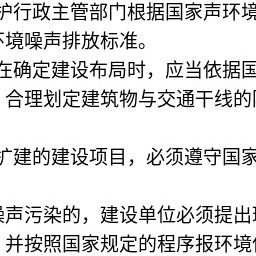 护行政主管部门根据国家声环境
环境噪声排放标准。
在确定建设布局时，应当依据国
，合理划定建筑物与交通干线的防
扩建的建设项目，必须遵守国家
噪声污染的，建设单位必须提出环
，并按照国家规定的程序报环境保